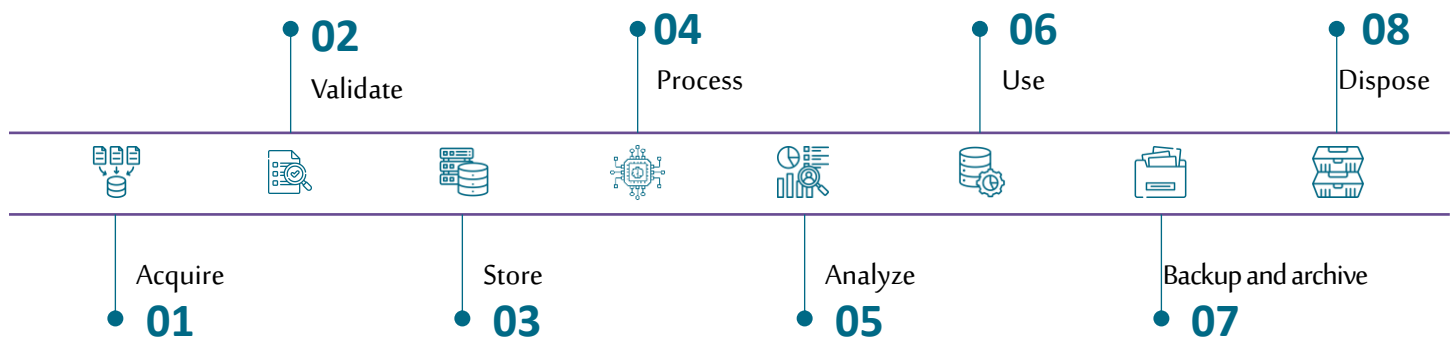 02
Validate
04
Process
06
Use
08
Dispose
Acquire
01
Store
03
Analyze
05
Backup and archive
07